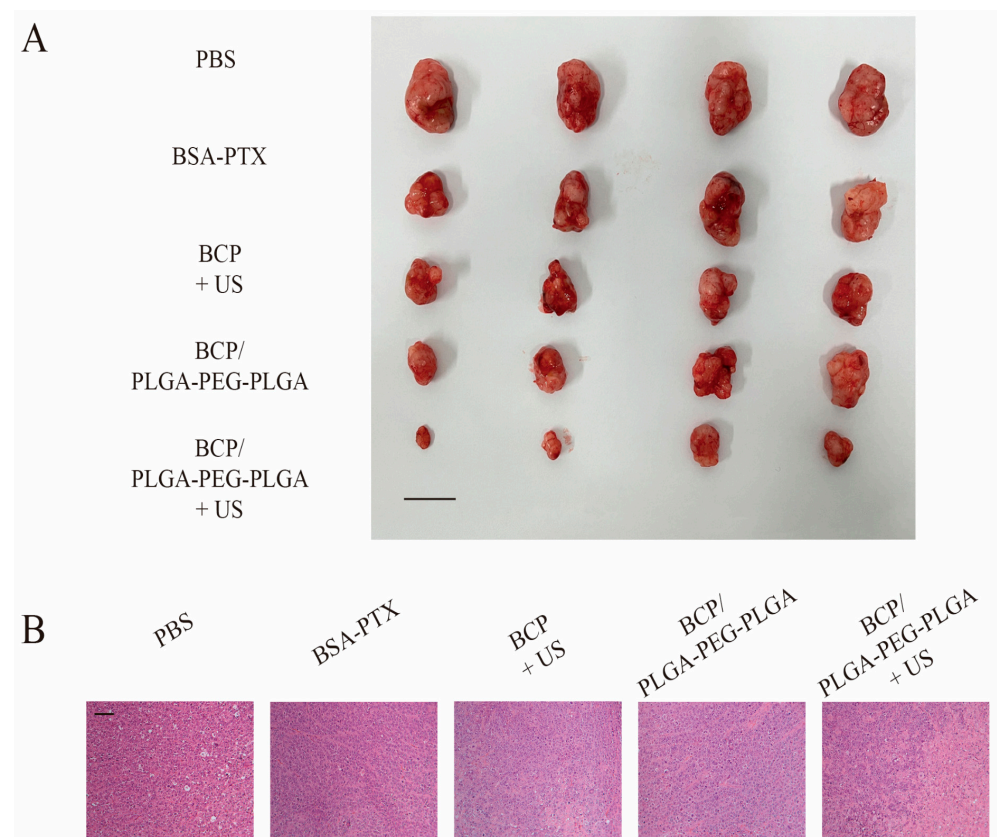 A
PBS
BSA-PTX
BCP
+ US
BCP/
PLGA-PEG-PLGA
BCP/
PLGA-PEG-PLGA
+ US
B
PBS
BSA-PTX
BCP
+ US
BCP/
PLGA-PEG-PLGA
BCP/
PLGA-PEG-PLGA
+ US